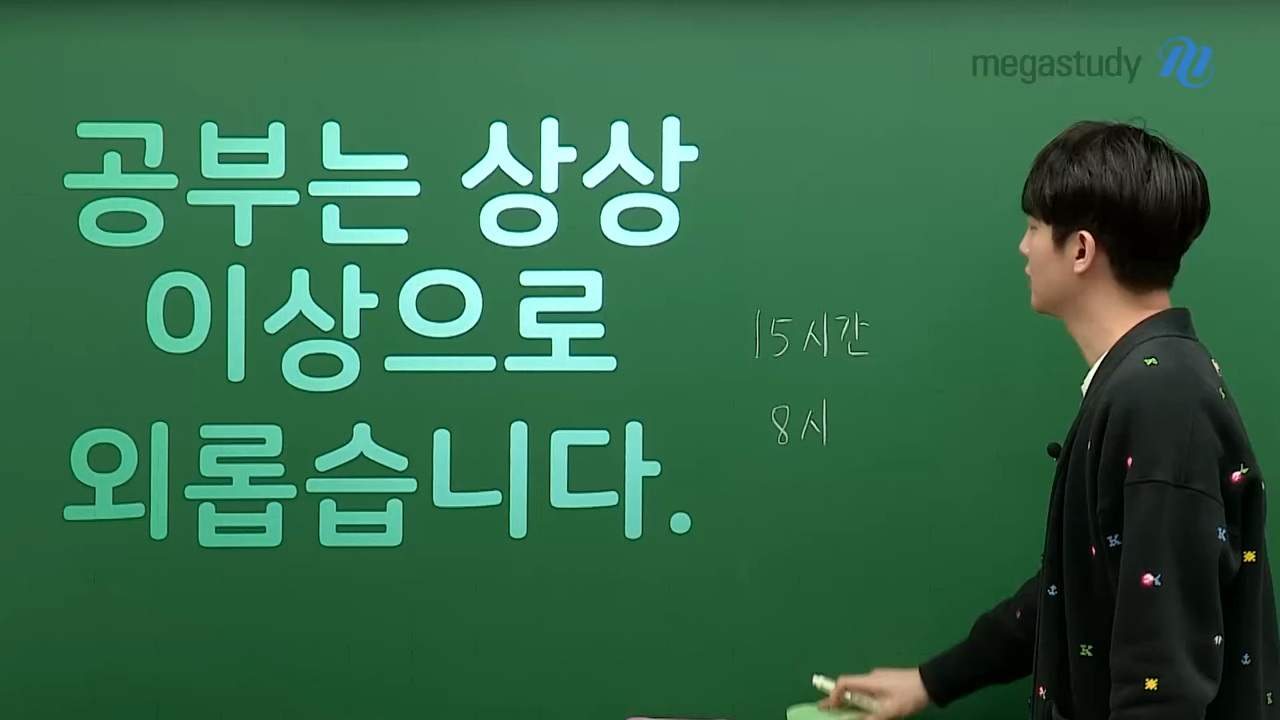 megastudy
공부는 상상
이상으로
외롭습니다.
15시간
8시